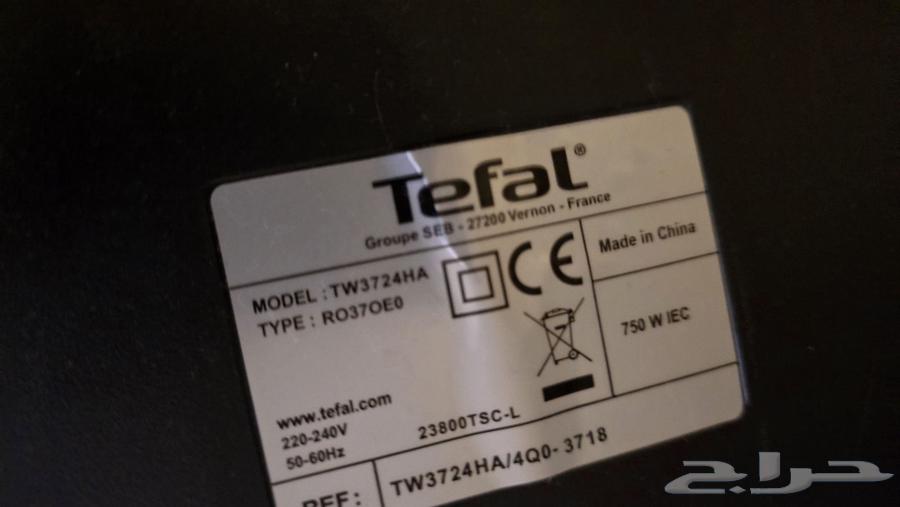 Tefal®
Groupe SEB - 27200 Vernon - France
MODEL : TW3724HA
TYPE : RO37OE0
CE
Made in China
750 W IEC
www.tefal.com
220-240V
50-60Hz
23800TSC-L
REF:
TW3724HA/4Q0- 3718
حراج